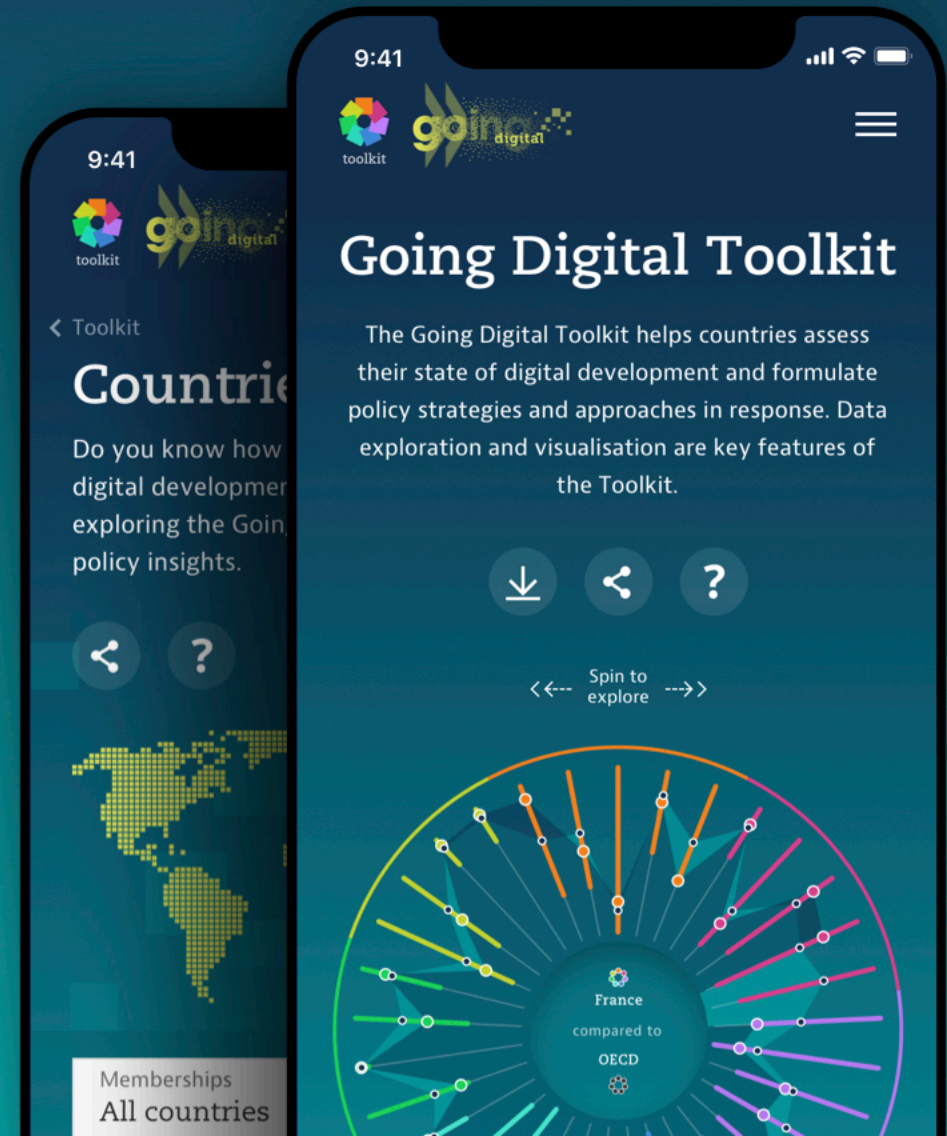 9:41
toolkit
going
digital
Toolkit
Countrie
Do you know how
digital developmen
exploring the Goin
policy insights.
?
Memberships
All countries
9:41
toolkit
going
digital
Going Digital Toolkit
The Going Digital Toolkit helps countries assess
their state of digital development and formulate
policy strategies and approaches in response. Data
exploration and visualisation are key features of
the Toolkit.
?
Spin to
explore
France
compared to
OECD